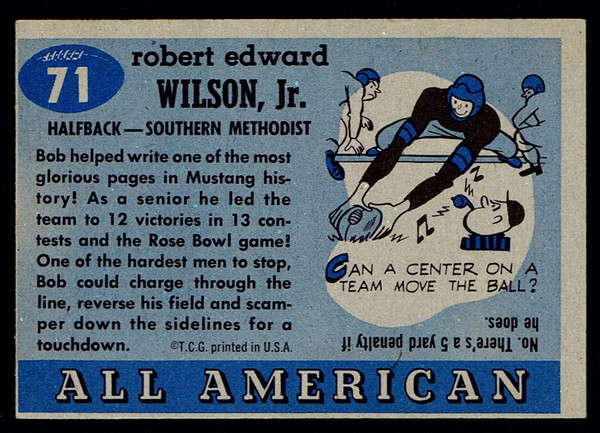 71
robert edward
WILSON, Jr.
HALFBACK—SOUTHERN METHODIST
Bob helped write one of the most
glorious pages in Mustang his-
tory! As a senior he led the
team to 12 victories in 13 con-
tests and the Rose Bowl game!
One of the hardest men to stop,
Bob could charge through the
line, reverse his field and scam-
per down the sidelines for a
touchdown.
©T.C.G. printed in U.S.A.
CAN A CENTER ON A
TEAM MOVE THE BALL?
No. There's a 5 yard penalty if
he does.
ALL AMERICAN